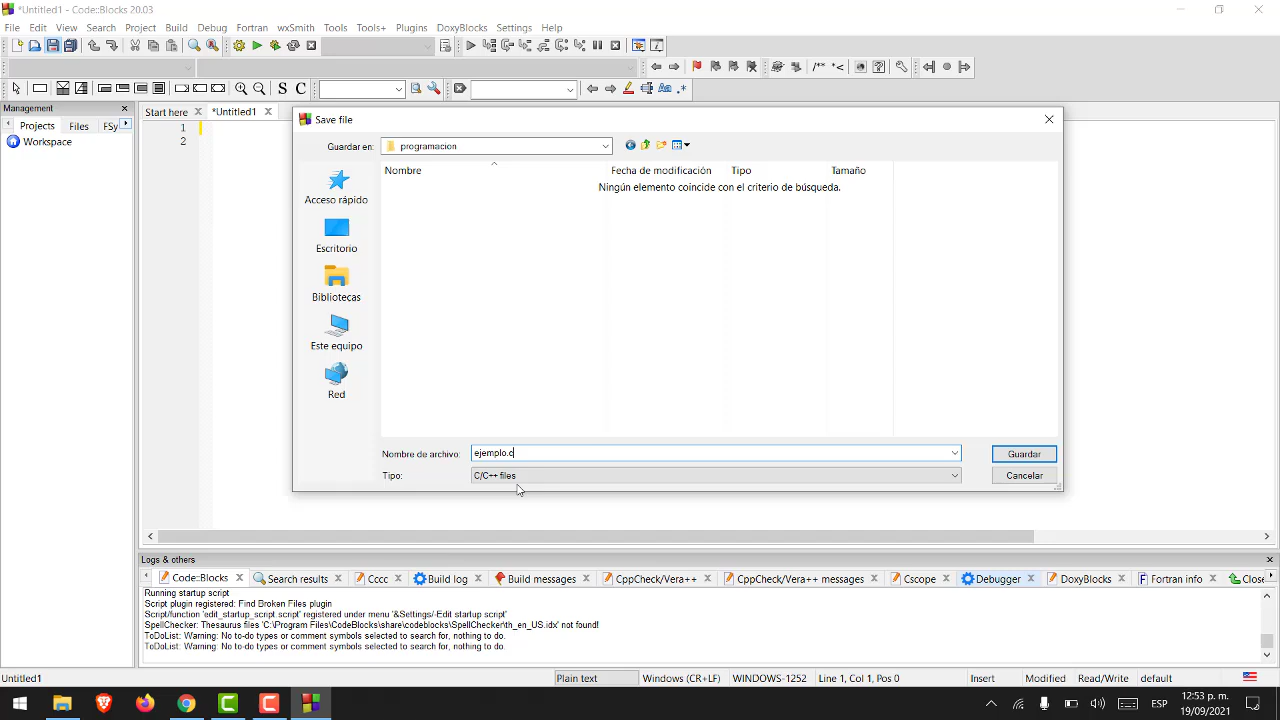 *Untitled1 - Code::Blocks 20.03
File Edit View Search Project Build Debug Fortran wxSmith Tools Tools+ Plugins DoxyBlocks Settings Help
/** *<
S C
Aa .*
Management
Projects Files FSy
Workspace
Start here *Untitled1
1
2
Save file
Guardar en: programacion
Nombre Fecha de modificación Tipo Tamaño
Ningún elemento coincide con el criterio de búsqueda.
Acceso rápido
Escritorio
Bibliotecas
Este equipo
Red
Nombre de archivo: ejemplo.c Guardar
Tipo: C/C++ files Cancelar
Logs & others
Code::Blocks Search results Cccc Build log Build messages CppCheck/Vera++ CppCheck/Vera++ messages Cscope Debugger DoxyBlocks Fortran info Close
Running startup script
Script plugin registered: Find Broken Files plugin
Script/function 'edit_startup_script.script' registered under menu '&Settings/-Edit startup script'
SpellChecker: Thesaurus files 'C:\Program Files\CodeBlocks\share\codeblocks\SpellChecker\th_en_US.idx' not found!
ToDoList: Warning: No to-do types or comment symbols selected to search for, nothing to do.
ToDoList: Warning: No to-do types or comment symbols selected to search for, nothing to do.
Untitled1 Plain text Windows (CR+LF) WINDOWS-1252 Line 1, Col 1, Pos 0 Insert Modified Read/Write default
ESP 12:53 p. m.
19/09/2021